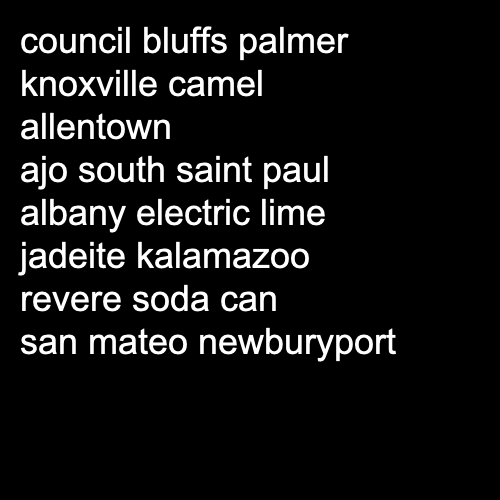 council bluffs palmer
knoxville camel
allentown
ajo south saint paul
albany electric lime
jadeite kalamazoo
revere soda can
san mateo newburyport